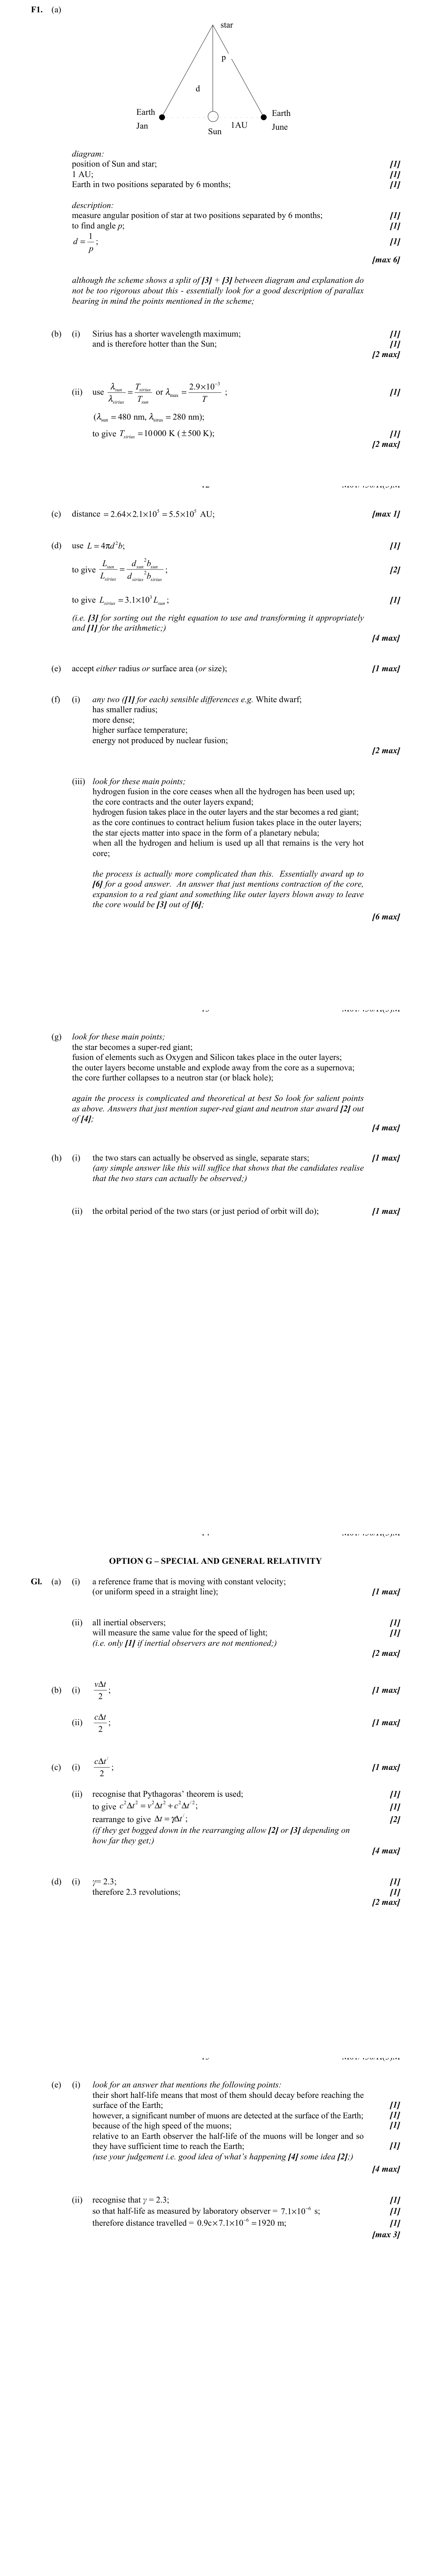 F1. (a)
star
p
d
Earth
Jan
Sun
1AU
Earth
June
diagram:
position of Sun and star; [1]
1 AU; [1]
Earth in two positions separated by 6 months; [1]
description:
measure angular position of star at two positions separated by 6 months; [1]
to find angle p; [1]
d = 1/p; [1]
[max 6]
although the scheme shows a split of [3] + [3] between diagram and explanation do
not be too rigorous about this - essentially look for a good description of parallax
bearing in mind the points mentioned in the scheme;
(b) (i) Sirius has a shorter wavelength maximum; [1]
and is therefore hotter than the Sun; [1]
[2 max]
(ii) use λsun/λsirius = Tsirius/Tsun or λmax = 2.9×10⁻³/T ; [1]
(λsun = 480 nm, λsirius = 280 nm);
to give Tsirius = 10 000 K (±500 K); [1]
[2 max]
(c) distance = 2.64×2.1×10⁵ = 5.5×10⁵ AU; [max 1]
(d) use L = 4πd²b; [1]
to give Lsun/Lsirius = dsun²bsun/dsirius²bsirius ; [2]
to give Lsirius = 3.1×10³ Lsun ; [1]
(i.e. [3] for sorting out the right equation to use and transforming it appropriately
and [1] for the arithmetic;)
[4 max]
(e) accept either radius or surface area (or size); [1 max]
(f) (i) any two ([1] for each) sensible differences e.g. White dwarf;
has smaller radius;
more dense;
higher surface temperature;
energy not produced by nuclear fusion;
[2 max]
(iii) look for these main points;
hydrogen fusion in the core ceases when all the hydrogen has been used up;
the core contracts and the outer layers expand;
hydrogen fusion takes place in the outer layers and the star becomes a red giant;
as the core continues to contract helium fusion takes place in the outer layers;
the star ejects matter into space in the form of a planetary nebula;
when all the hydrogen and helium is used up all that remains is the very hot
core;
the process is actually more complicated than this. Essentially award up to
[6] for a good answer. An answer that just mentions contraction of the core,
expansion to a red giant and something like outer layers blown away to leave
the core would be [3] out of [6];
[6 max]
(g) look for these main points;
the star becomes a super-red giant;
fusion of elements such as Oxygen and Silicon takes place in the outer layers;
the outer layers become unstable and explode away from the core as a supernova;
the core further collapses to a neutron star (or black hole);
again the process is complicated and theoretical at best So look for salient points
as above. Answers that just mention super-red giant and neutron star award [2] out
of [4];
[4 max]
(h) (i) the two stars can actually be observed as single, separate stars; [1 max]
(any simple answer like this will suffice that shows that the candidates realise
that the two stars can actually be observed;)
(ii) the orbital period of the two stars (or just period of orbit will do); [1 max]
OPTION G – SPECIAL AND GENERAL RELATIVITY
G1. (a) (i) a reference frame that is moving with constant velocity;
(or uniform speed in a straight line); [1 max]
(ii) all inertial observers; [1]
will measure the same value for the speed of light; [1]
(i.e. only [1] if inertial observers are not mentioned;)
[2 max]
(b) (i) vΔt/2 ; [1 max]
(ii) cΔt/2 ; [1 max]
(c) (i) cΔt′/2 ; [1 max]
(ii) recognise that Pythagoras' theorem is used; [1]
to give c²Δt² = v²Δt² + c²Δt′²; [1]
rearrange to give Δt = γΔt′; [2]
(if they get bogged down in the rearranging allow [2] or [3] depending on
how far they get;)
[4 max]
(d) (i) γ= 2.3; [1]
therefore 2.3 revolutions; [1]
[2 max]
(e) (i) look for an answer that mentions the following points:
their short half-life means that most of them should decay before reaching the
surface of the Earth; [1]
however, a significant number of muons are detected at the surface of the Earth; [1]
because of the high speed of the muons; [1]
relative to an Earth observer the half-life of the muons will be longer and so
they have sufficient time to reach the Earth; [1]
(use your judgement i.e. good idea of what's happening [4] some idea [2];)
[4 max]
(ii) recognise that γ = 2.3; [1]
so that half-life as measured by laboratory observer = 7.1×10⁻⁶ s; [1]
therefore distance travelled = 0.9c×7.1×10⁻⁶ = 1920 m; [1]
[max 3]